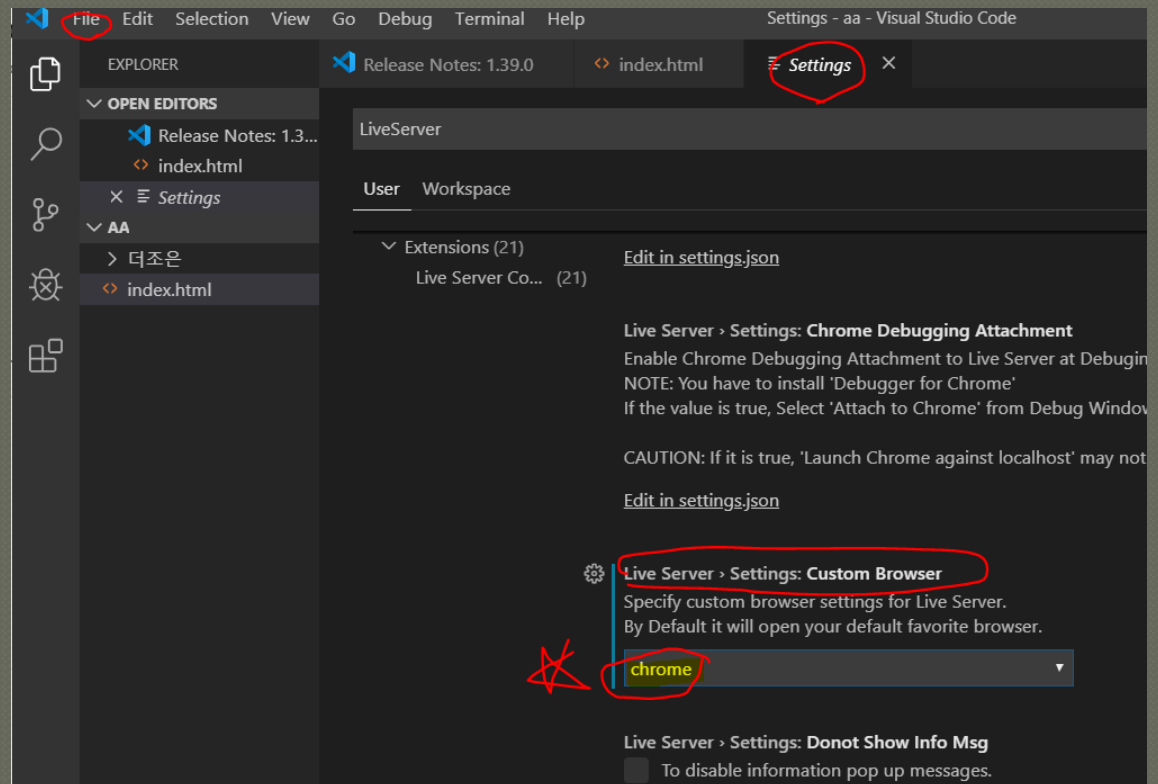 File Edit Selection View Go Debug Terminal Help Settings - aa - Visual Studio Code
EXPLORER
Release Notes: 1.39.0 index.html Settings
OPEN EDITORS
Release Notes: 1.3...
index.html
Settings
AA
더조은
index.html
LiveServer
User Workspace
Extensions (21)
Live Server Co... (21)
Edit in settings.json
Live Server › Settings: Chrome Debugging Attachment
Enable Chrome Debugging Attachment to Live Server at Debugin
NOTE: You have to install 'Debugger for Chrome'
If the value is true, Select 'Attach to Chrome' from Debug Window
CAUTION: If it is true, 'Launch Chrome against localhost' may not
Edit in settings.json
Live Server › Settings: Custom Browser
Specify custom browser settings for Live Server.
By Default it will open your default favorite browser.
chrome
Live Server › Settings: Donot Show Info Msg
To disable information pop up messages.